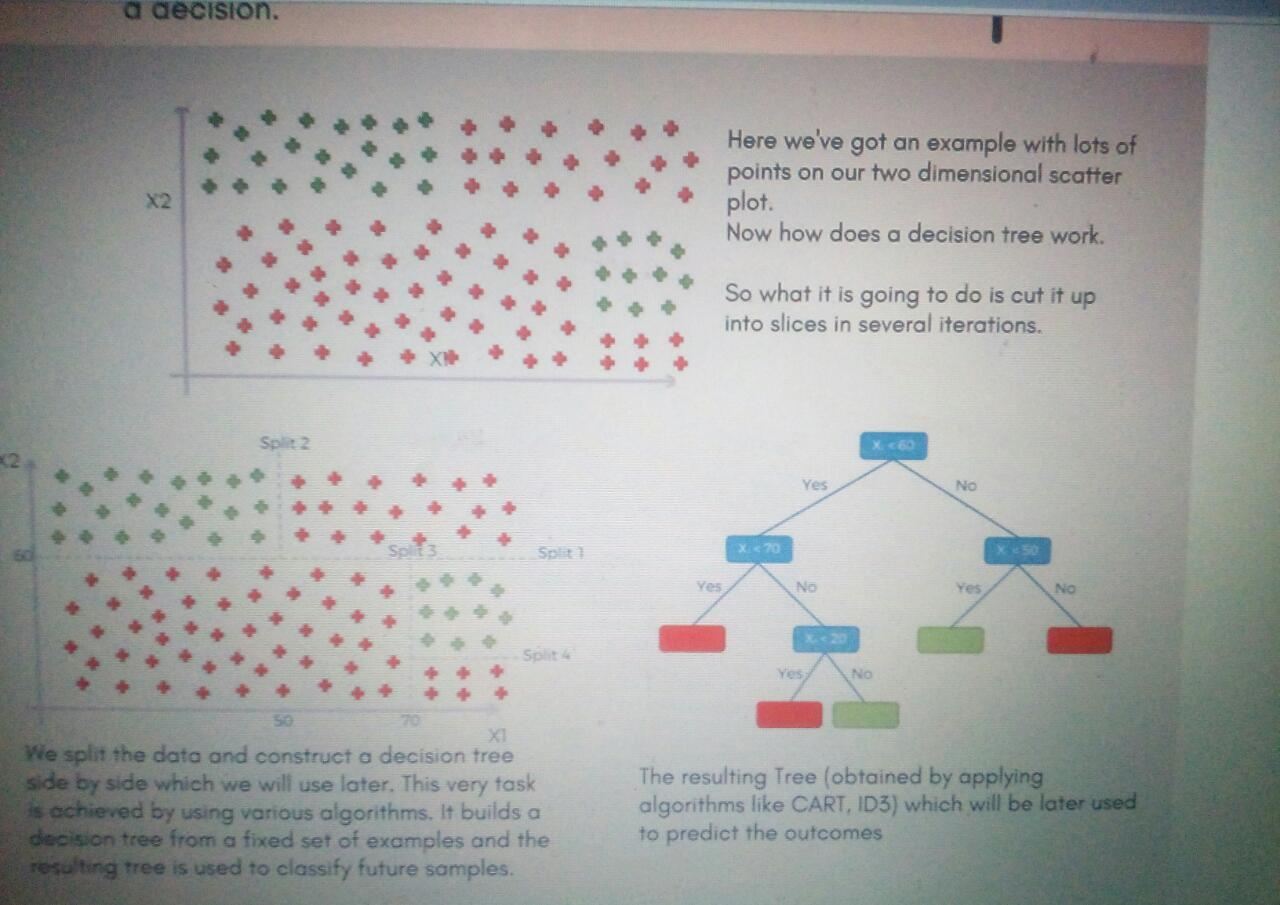 a decision.
X2
Here we've got an example with lots of
points on our two dimensional scatter
plot.
Now how does a decision tree work.
So what it is going to do is cut it up
into slices in several iterations.
X1
Split 2
X2
60
Split 3
Split 1
Split 4
50
70
X1
We split the data and construct a decision tree
side by side which we will use later. This very task
is achieved by using various algorithms. It builds a
decision tree from a fixed set of examples and the
resulting tree is used to classify future samples.
< 60
Yes
No
< 70
< 50
Yes
No
Yes
No
< 20
Yes
No
The resulting Tree (obtained by applying
algorithms like CART, ID3) which will be later used
to predict the outcomes